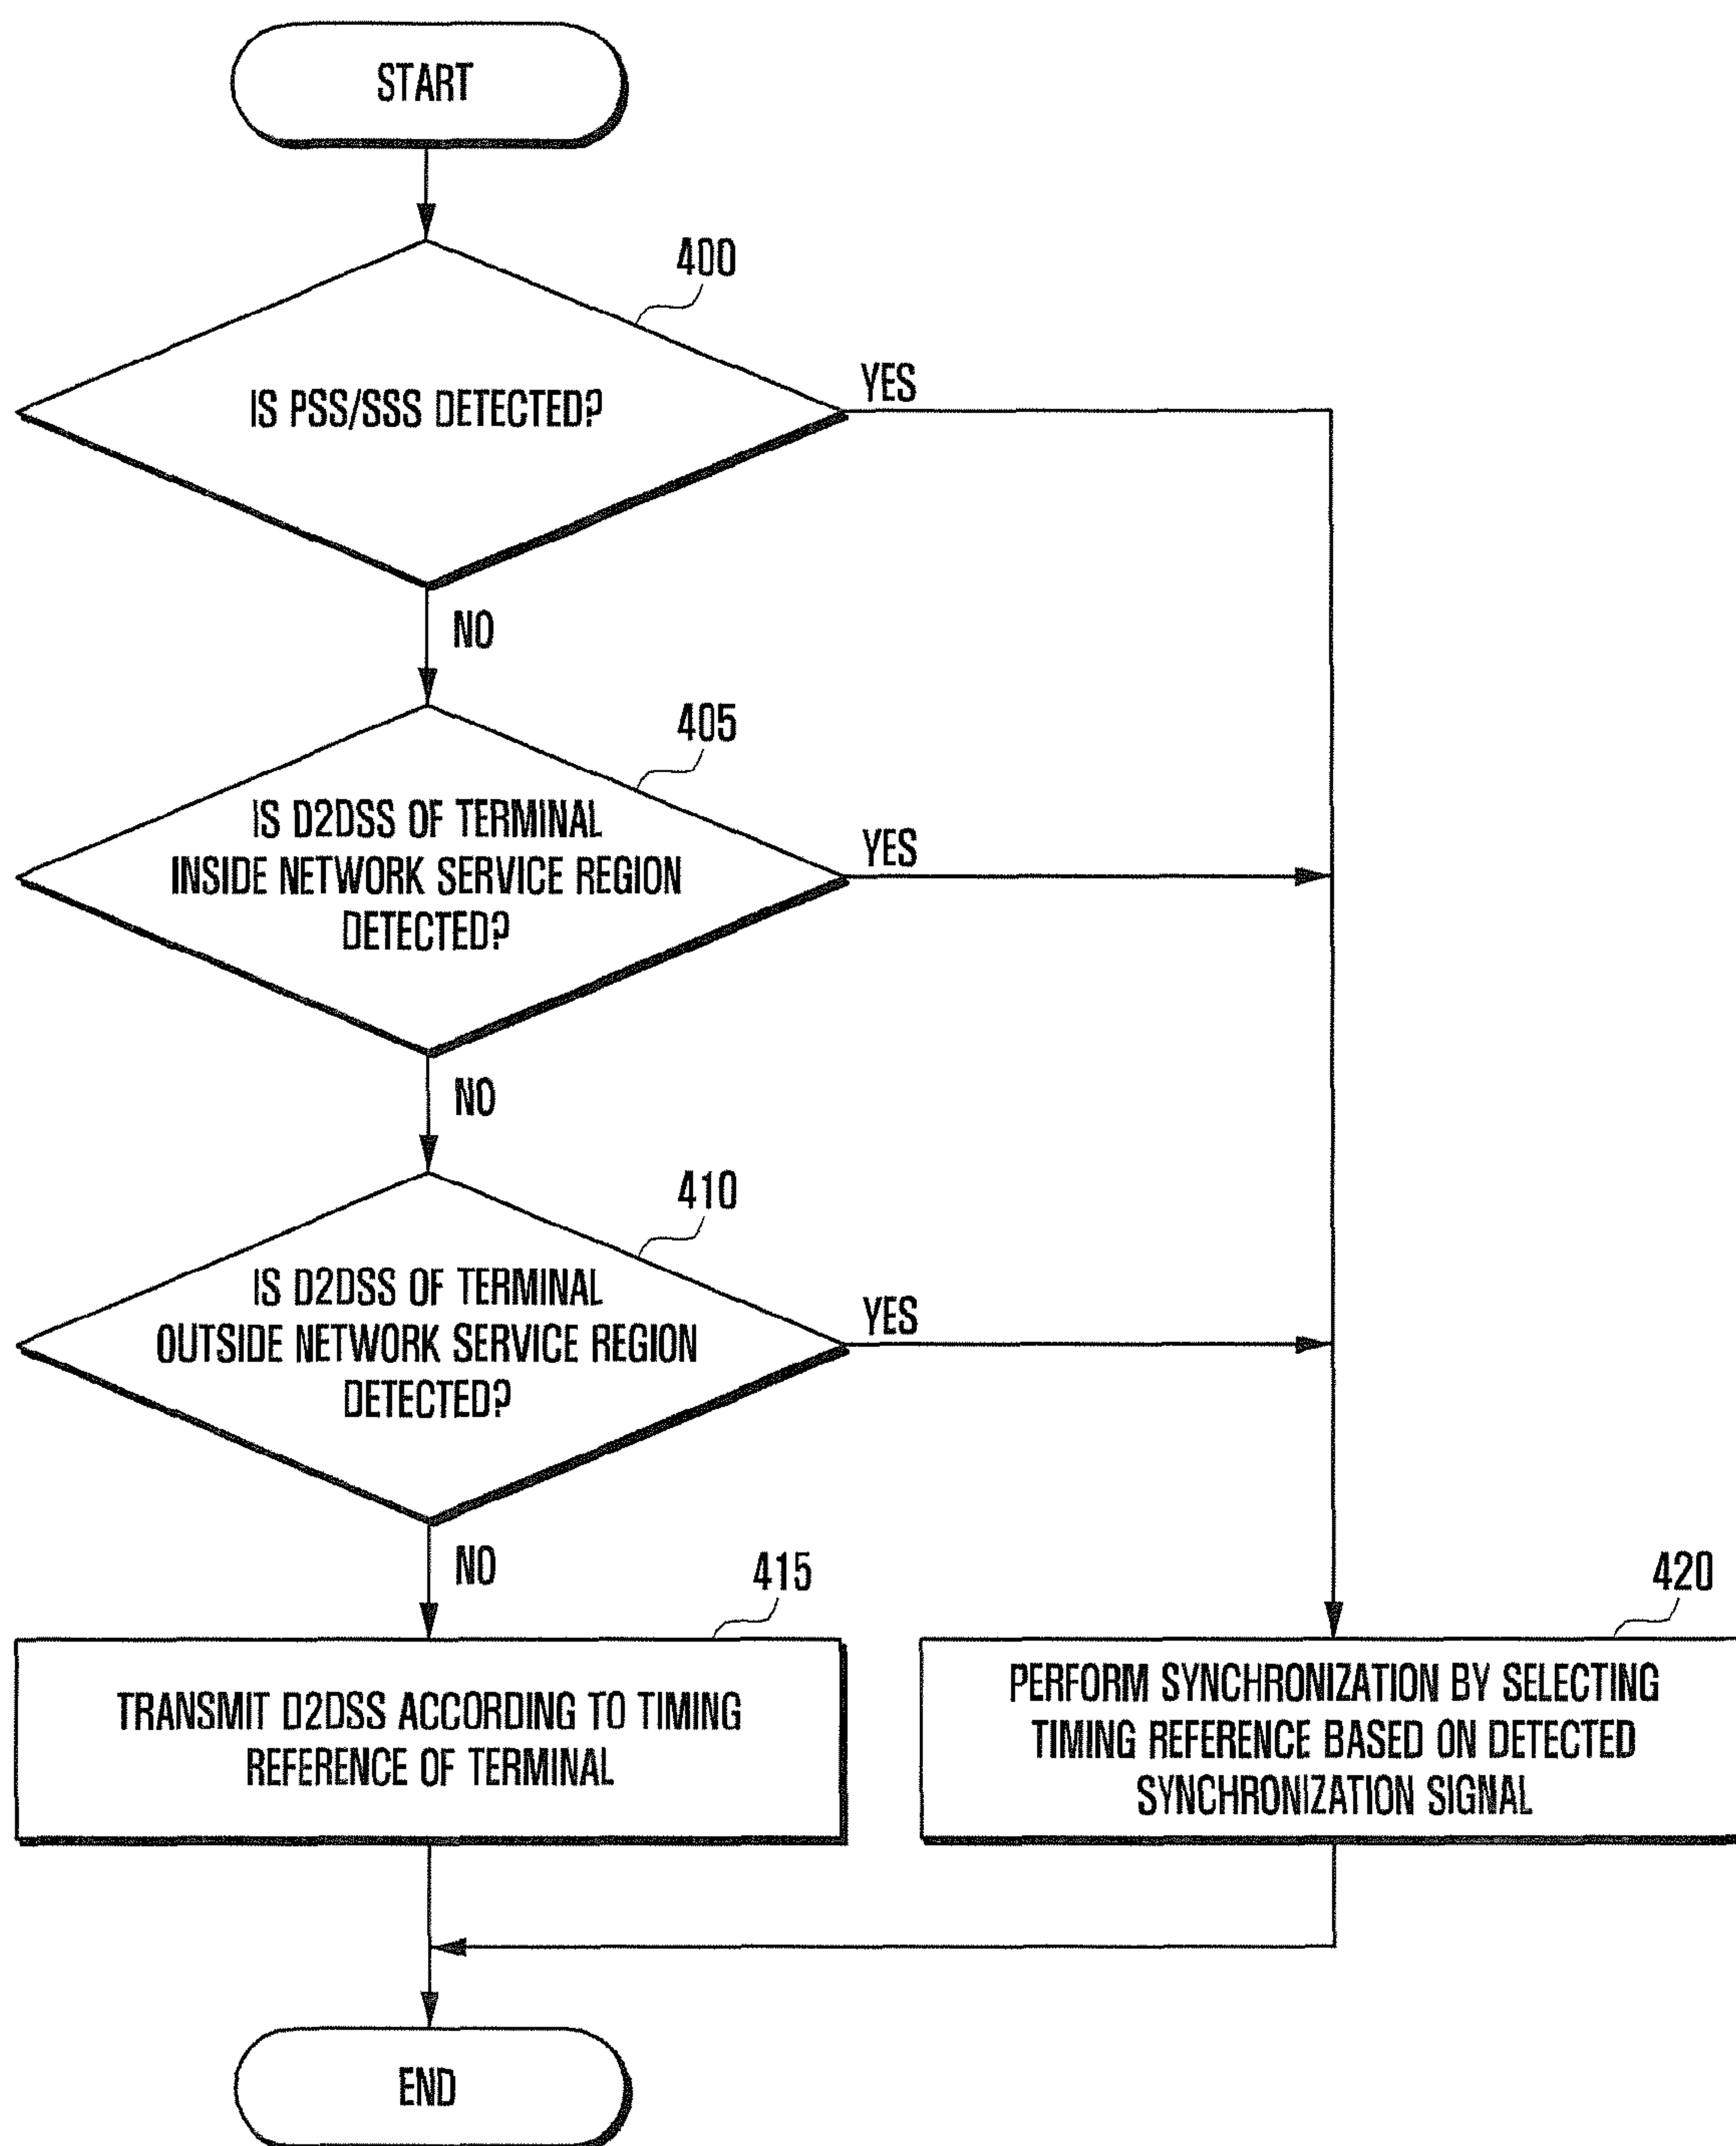 START
400
IS PSS/SSS DETECTED?
YES
NO
405
IS D2DSS OF TERMINAL
INSIDE NETWORK SERVICE REGION
DETECTED?
YES
NO
410
IS D2DSS OF TERMINAL
OUTSIDE NETWORK SERVICE REGION
DETECTED?
YES
NO
415
TRANSMIT D2DSS ACCORDING TO TIMING
REFERENCE OF TERMINAL
420
PERFORM SYNCHRONIZATION BY SELECTING
TIMING REFERENCE BASED ON DETECTED
SYNCHRONIZATION SIGNAL
END